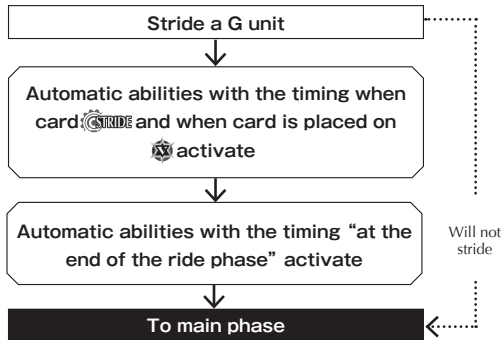 Stride a G unit
Automatic abilities with the timing when
card STRIDE and when card is placed on
activate
Automatic abilities with the timing “at the
end of the ride phase” activate
Will not
stride
To main phase